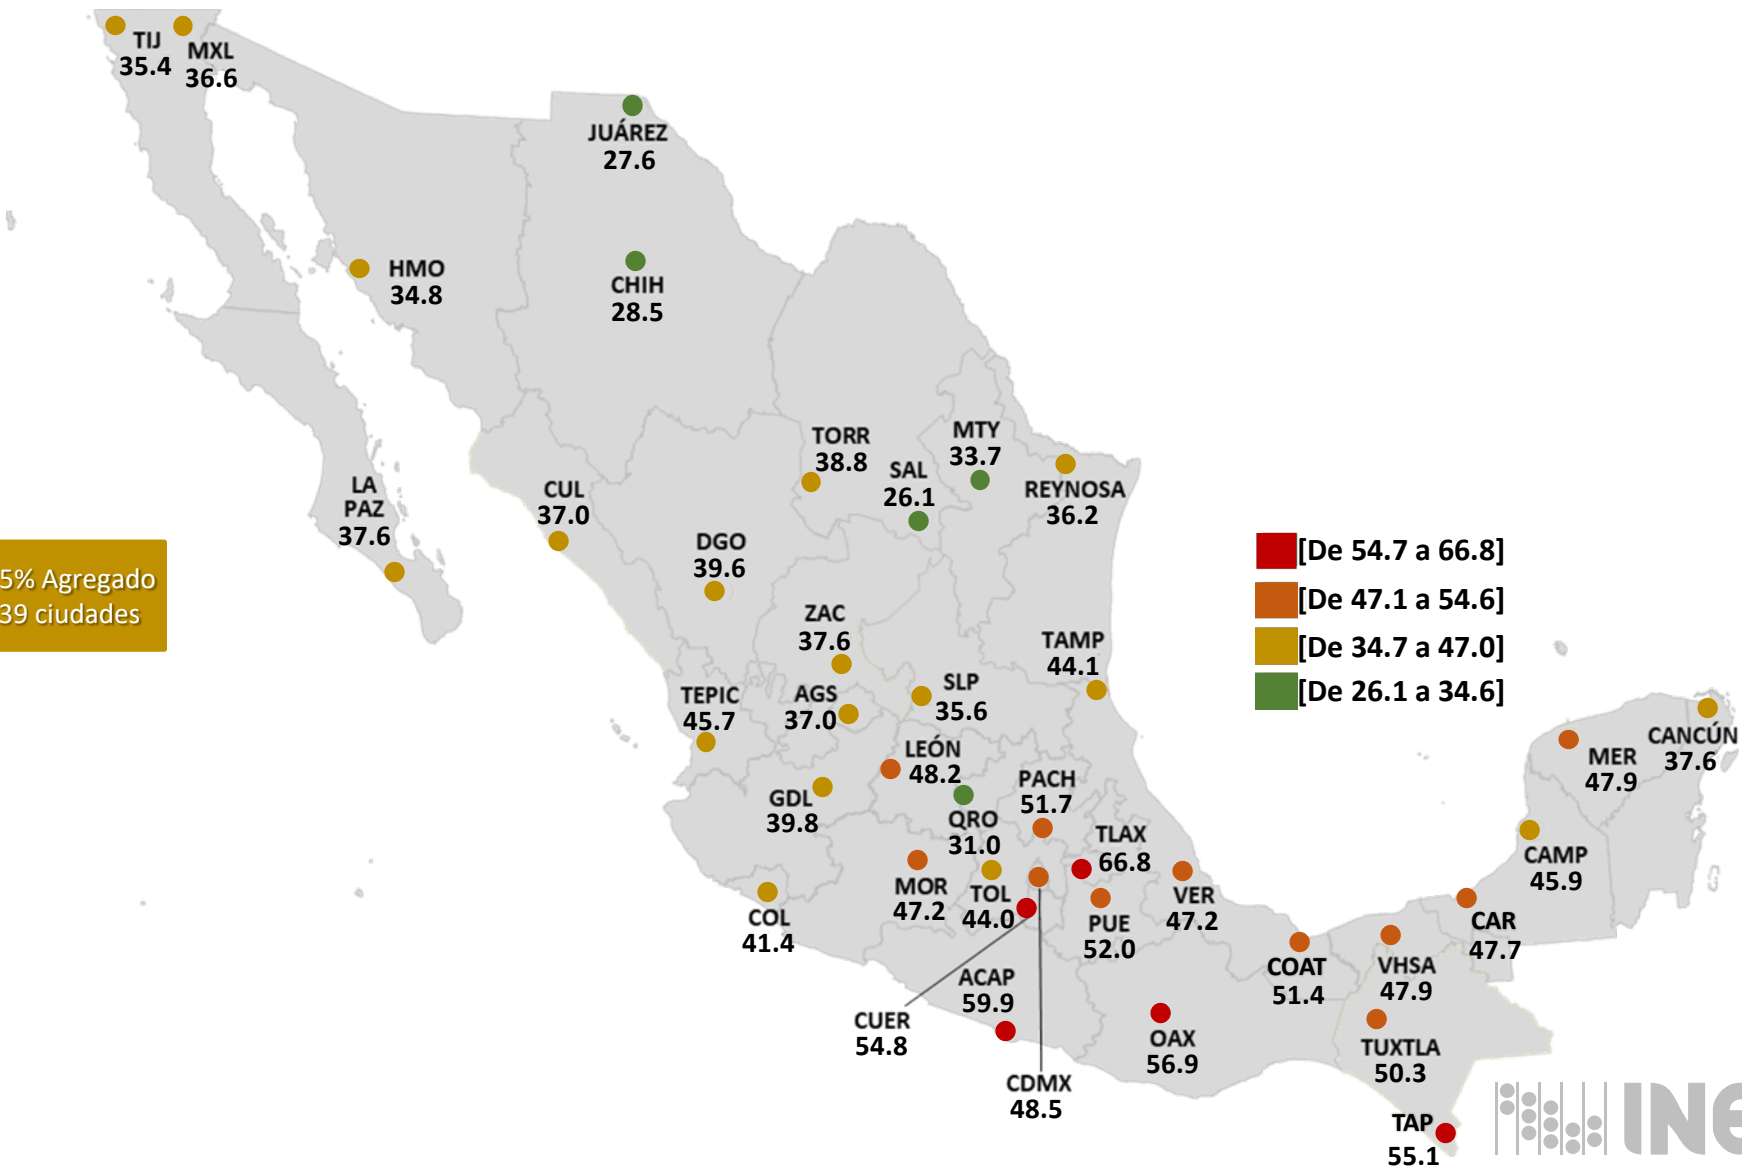 TIJ
35.4
MXL
36.6
JUÁREZ
27.6
HMO
34.8
CHIH
28.5
TORR
38.8
MTY
33.7
SAL
26.1
REYNOSA
36.2
LA
PAZ
37.6
CUL
37.0
DGO
39.6
5% Agregado
39 ciudades
[De 54.7 a 66.8]
[De 47.1 a 54.6]
[De 34.7 a 47.0]
[De 26.1 a 34.6]
ZAC
37.6
TAMP
44.1
TEPIC
45.7
AGS
37.0
SLP
35.6
LEÓN
48.2
PACH
51.7
GDL
39.8
QRO
31.0
TLAX
66.8
MER
47.9
CANCÚN
37.6
CAMP
45.9
MOR
47.2
TOL
44.0
COL
41.4
PUE
52.0
VER
47.2
CAR
47.7
COAT
51.4
VHSA
47.9
ACAP
59.9
CUER
54.8
OAX
56.9
TUXTLA
50.3
CDMX
48.5
TAP
55.1